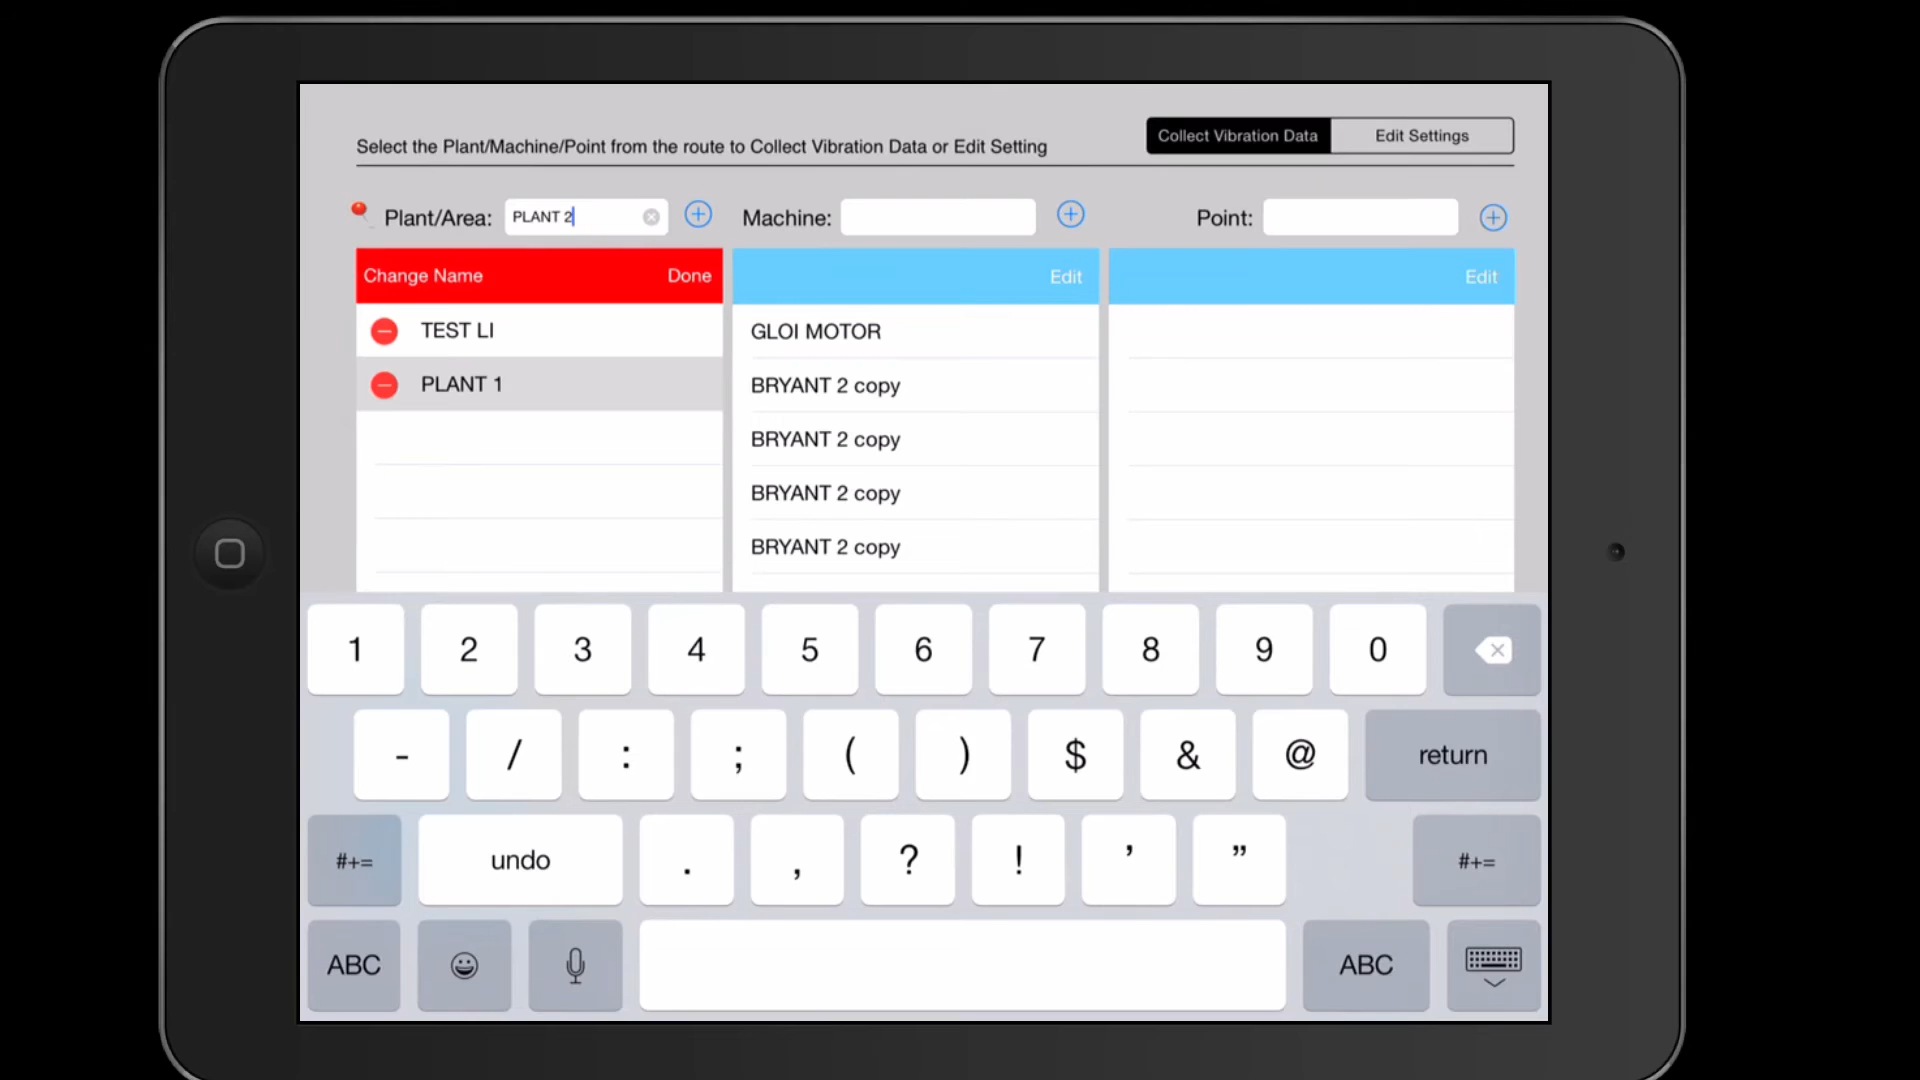 Select the Plant/Machine/Point from the route to Collect Vibration Data or Edit Setting
Collect Vibration Data
Edit Settings
Plant/Area:
PLANT 2
Machine:
Point:
Change Name
Done
Edit
Edit
TEST LI
PLANT 1
GLOI MOTOR
BRYANT 2 copy
BRYANT 2 copy
BRYANT 2 copy
BRYANT 2 copy
1 2 3 4 5 6 7 8 9 0
- / : ; ( ) $ & @ return
#+= undo . , ? ! ’ ” #+=
ABC ABC